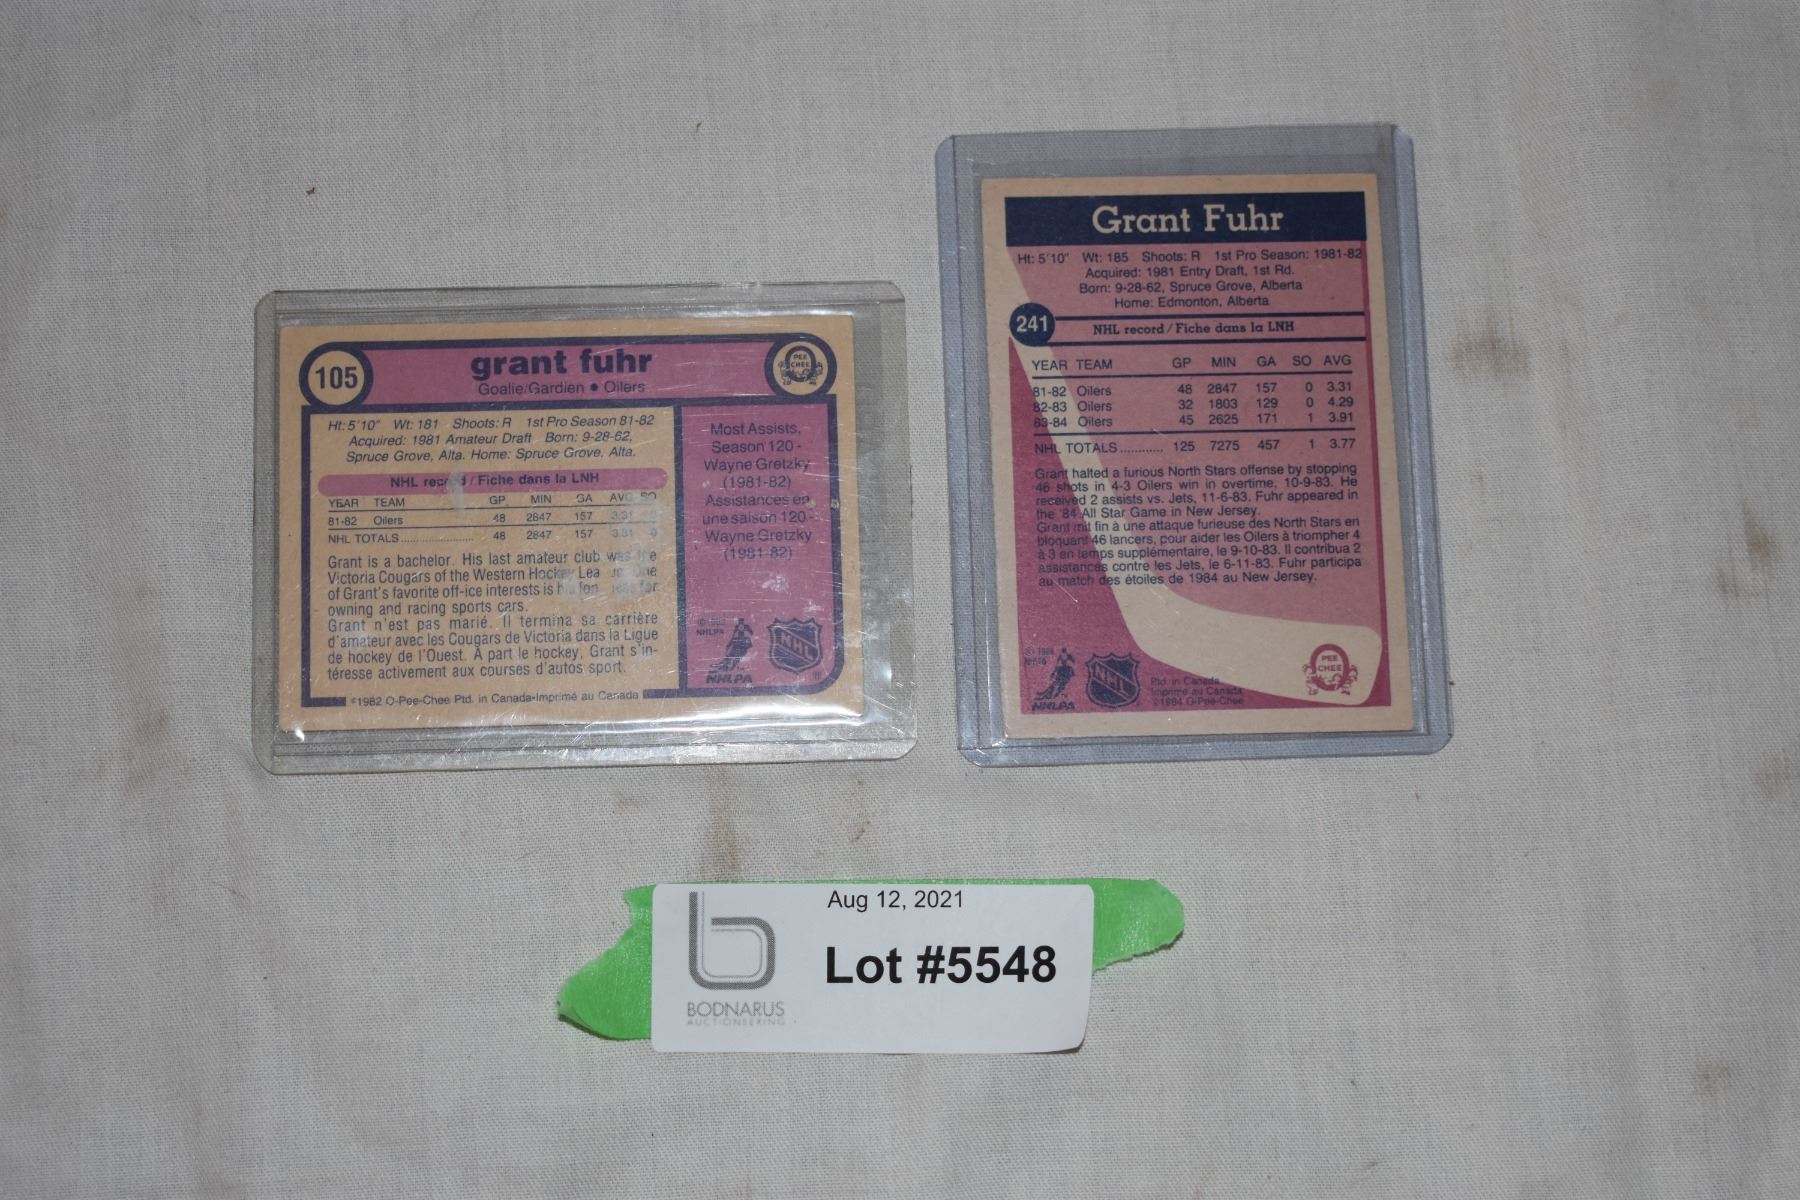 105
grant fuhr
Goalie/Gardien • Oilers
PEE
CHEE
Ht: 5'10" Wt: 181 Shoots: R 1st Pro Season 81-82
Acquired: 1981 Amateur Draft Born: 9-28-62,
Spruce Grove, Alta. Home: Spruce Grove, Alta.
NHL record / Fiche dans la LNH
YEAR TEAM GP MIN GA AVG SO
81-82 Oilers 48 2847 157 3.31
NHL TOTALS 48 2847 157 3.31 0
Grant is a bachelor. His last amateur club was the
Victoria Cougars of the Western Hockey One
of Grant's favorite off-ice interests is for
owning and racing sports cars.
Grant n'est pas marié. Il termina sa carrière
d'amateur avec les Cougars de Victoria dans la Ligue
de hockey de l'Ouest. A part le hockey, Grant s'in-
téresse activement aux courses d'autos sport.
©1982 O-Pee-Chee Ptd. in Canada-Imprimé au Canada
Most Assists,
Season 120 -
Wayne Gretzky
(1981-82)
Assistances en
une saison 120 -
Wayne Gretzky
(1981-82)
NHLPA
NHLPA
NHL
Grant Fuhr
Ht: 5'10" Wt: 185 Shoots: R 1st Pro Season: 1981-82
Acquired: 1981 Entry Draft, 1st Rd.
Born: 9-28-62, Spruce Grove, Alberta
Home: Edmonton, Alberta
241
NHL record / Fiche dans la LNH
YEAR TEAM GP MIN GA SO AVG
81-82 Oilers 48 2847 157 0 3.31
82-83 Oilers 32 1803 129 0 4.29
83-84 Oilers 45 2625 171 1 3.91
NHL TOTALS............ 125 7275 457 1 3.77
Grant halted a furious North Stars offense by stopping
46 shots in 4-3 Oilers win in overtime, 10-9-83. He
received 2 assists vs. Jets, 11-6-83. Fuhr appeared in
the '84 All Star Game in New Jersey.
Grant mit fin à une attaque furieuse des North Stars en
bloquant 46 lancers, pour aider les Oilers à triompher 4
à 3 en temps supplémentaire, le 9-10-83. Il contribua 2
assistances contre les Jets, le 6-11-83. Fuhr participa
au match des étoiles de 1984 au New Jersey.
© 1984
NHLPA
NHLPA
NHL
Ptd. in Canada
Imprimé au Canada
©1984 O-Pee-Chee
PEE
CHEE
Aug 12, 2021
Lot #5548
BODNARUS
AUCTIONEERING